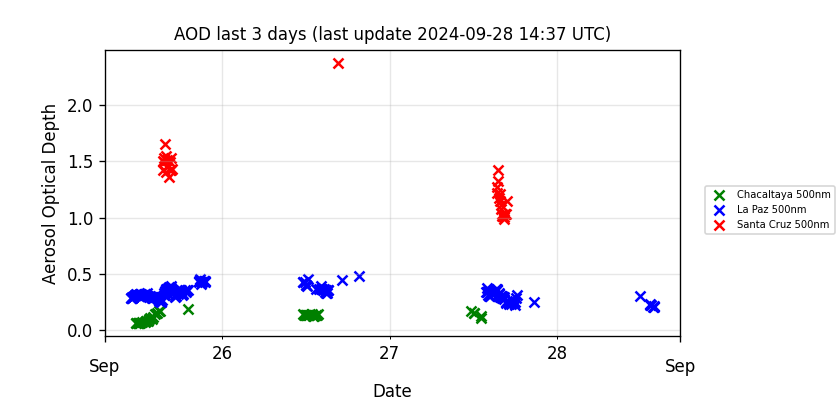 AOD last 3 days (last update 2024-09-28 14:37 UTC)
Aerosol Optical Depth
2.0
1.5
1.0
0.5
0.0
26
27
28
Sep
Sep
Date
Chacaltaya 500nm
La Paz 500nm
Santa Cruz 500nm